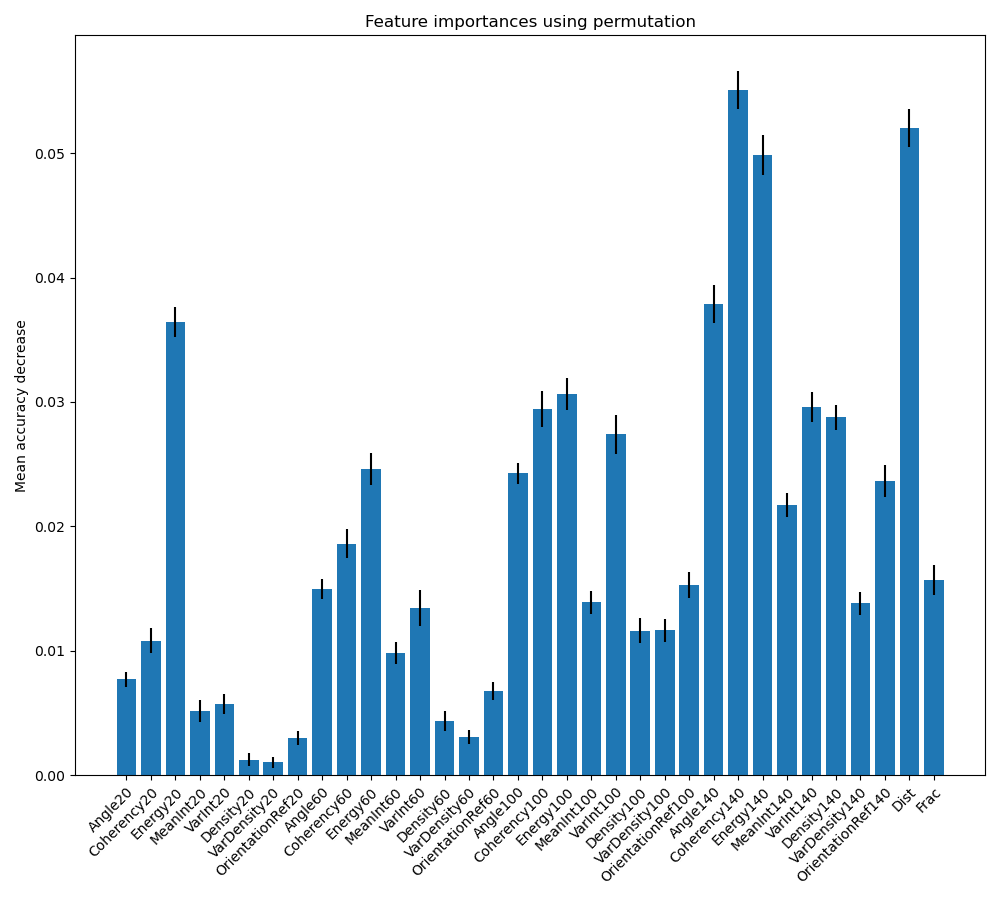 Feature importances using permutation
Mean accuracy decrease
0.05
0.04
0.03
0.02
0.01
0.00
Angle20
Coherency20
Energy20
MeanInt20
VarInt20
Density20
VarDensity20
OrientationRef20
Angle60
Coherency60
Energy60
MeanInt60
VarInt60
Density60
VarDensity60
OrientationRef60
Angle100
Coherency100
Energy100
MeanInt100
VarInt100
Density100
VarDensity100
OrientationRef100
Angle140
Coherency140
Energy140
MeanInt140
VarInt140
Density140
VarDensity140
OrientationRef140
Dist
Frac